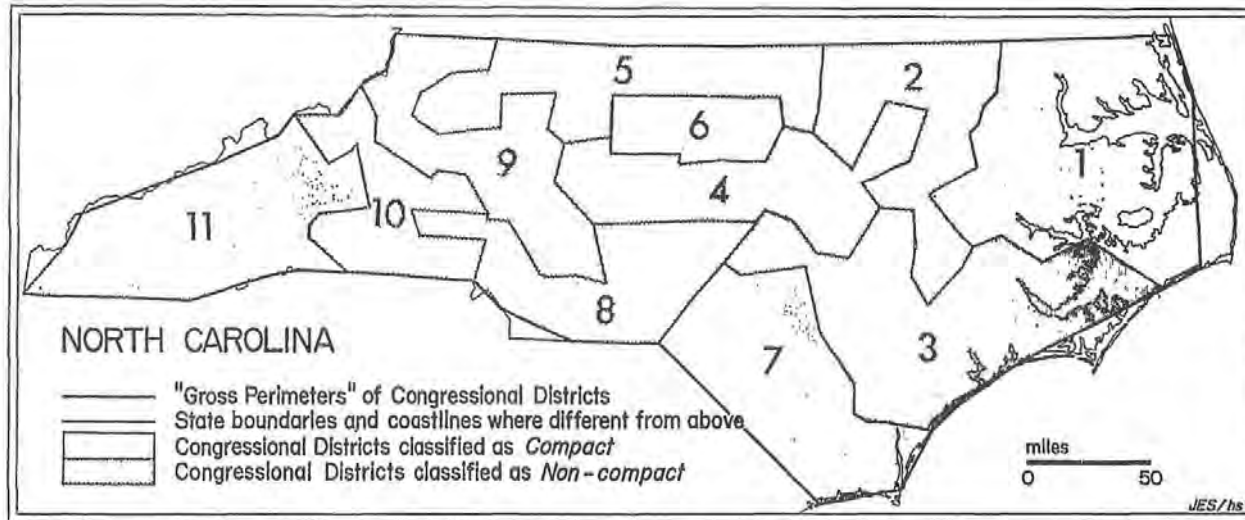 5
2
6
1
9
4
10
11
8
7
3
NORTH CAROLINA
"Gross Perimeters" of Congressional Districts
State boundaries and coastlines where different from above
Congressional Districts classified as Compact
Congressional Districts classified as Non-compact
miles
0 50
JES/hs